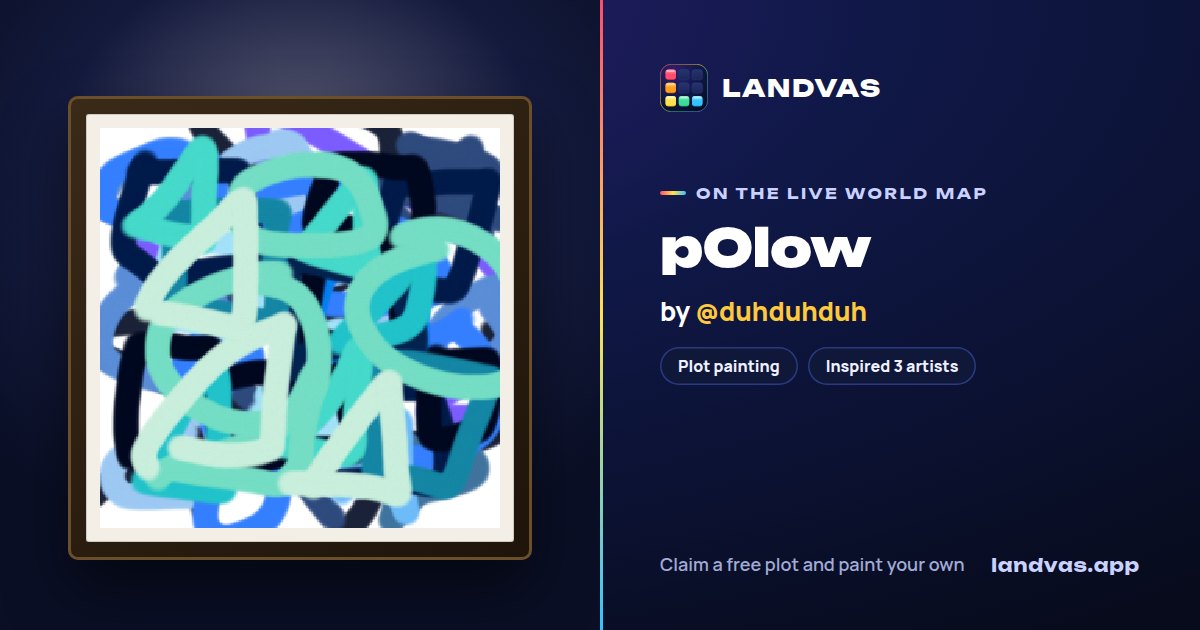 LANDVAS
ON THE LIVE WORLD MAP
pOlow
by @duhduhduh
Plot painting
Inspired 3 artists
Claim a free plot and paint your own
landvas.app